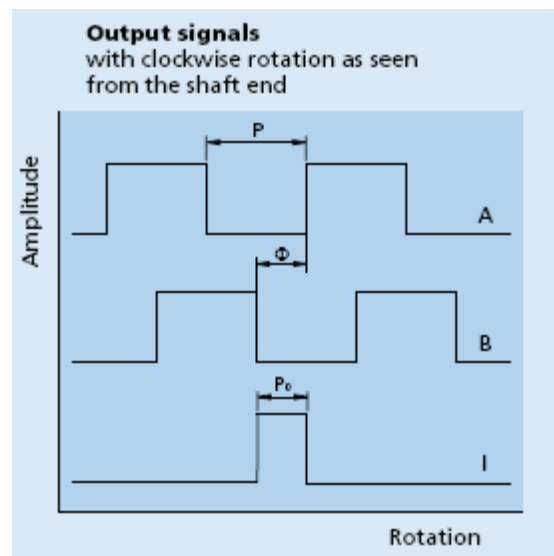 Output signals
with clockwise rotation as seen
from the shaft end
Amplitude
P
A
Φ
B
P₀
I
Rotation